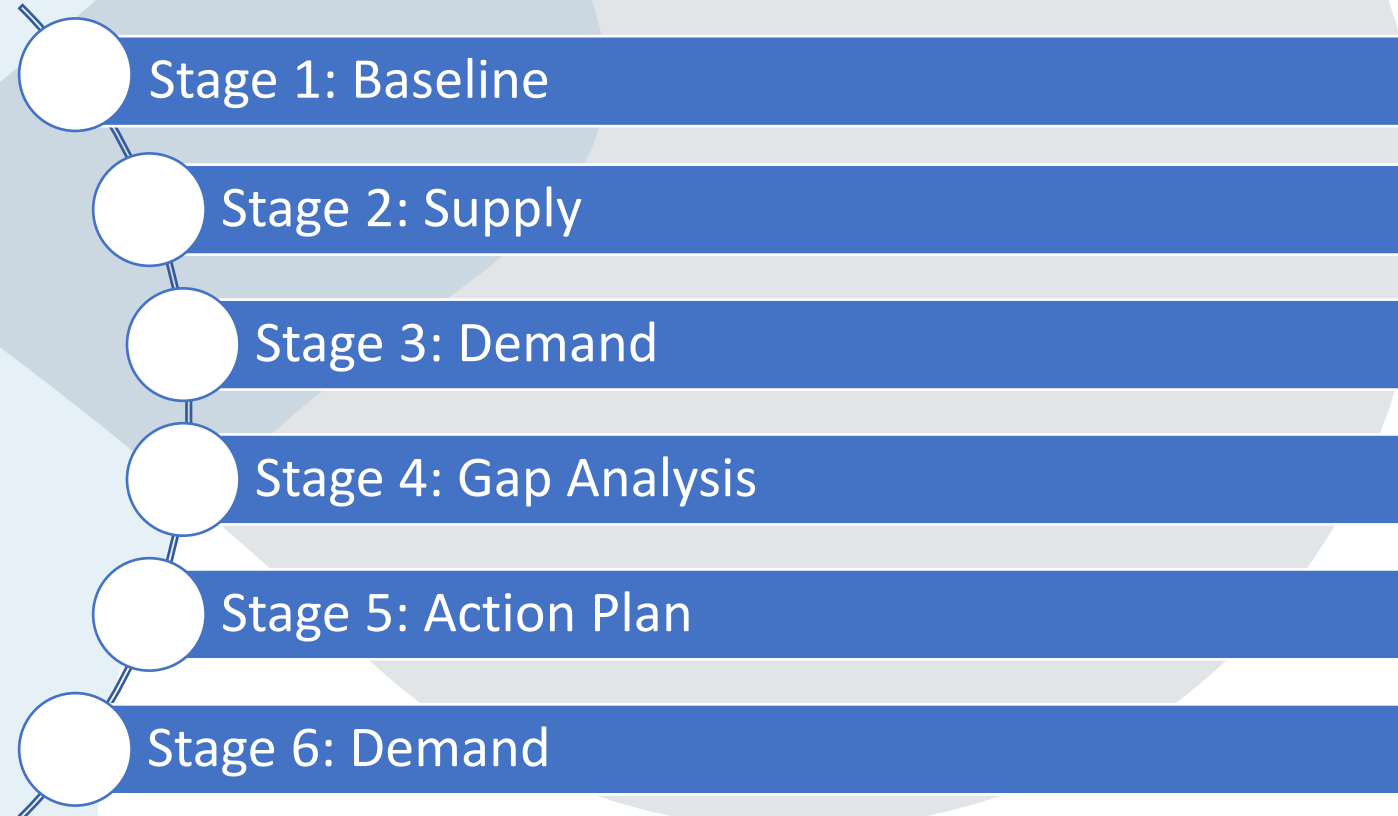 Stage 1: Baseline
Stage 2: Supply
Stage 3: Demand
Stage 4: Gap Analysis
Stage 5: Action Plan
Stage 6: Demand